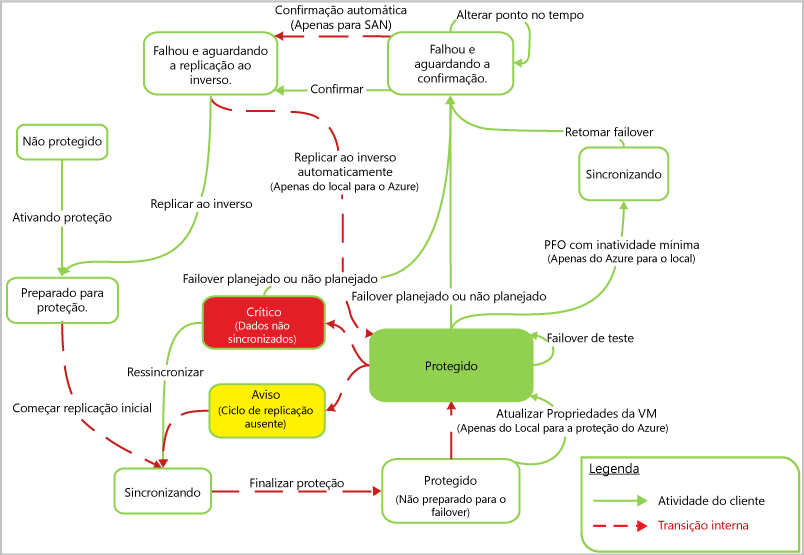 Confirmação automática
(Apenas para SAN)
Alterar ponto no tempo
Falhou e aguardando
a replicação ao
inverso.
Falhou e
aguardando a
confirmação.
Confirmar
Não protegido
Retomar failover
Replicar ao inverso
automaticamente
(Apenas do local para o Azure)
Sincronizando
Ativando proteção
Replicar ao inverso
PFO com inatividade mínima
(Apenas do Azure para o local)
Failover planejado ou não planejado
Preparado para
proteção.
Failover planejado ou não planejado
Crítico
(Dados não
sincronizados)
Failover de teste
Protegido
Ressincronizar
Aviso
(Ciclo de replicação
ausente)
Começar replicação inicial
Atualizar Propriedades da VM
(Apenas do Local para a proteção do Azure)
Sincronizando
Finalizar proteção
Protegido
(Não preparado para o
failover)
Legenda
Atividade do cliente
Transição interna